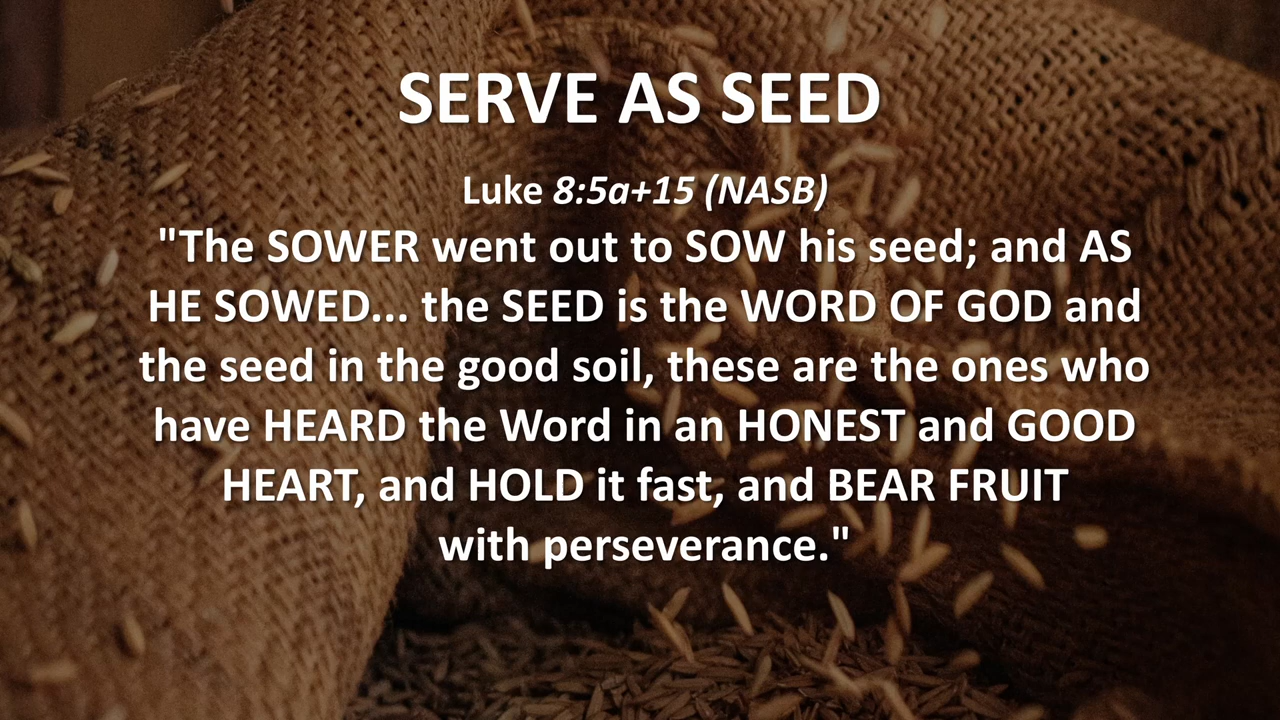 SERVE AS SEED
Luke 8:5a+15 (NASB)
"The SOWER went out to SOW his seed; and AS
HE SOWED... the SEED is the WORD OF GOD and
the seed in the good soil, these are the ones who
have HEARD the Word in an HONEST and GOOD
HEART, and HOLD it fast, and BEAR FRUIT
with perseverance."